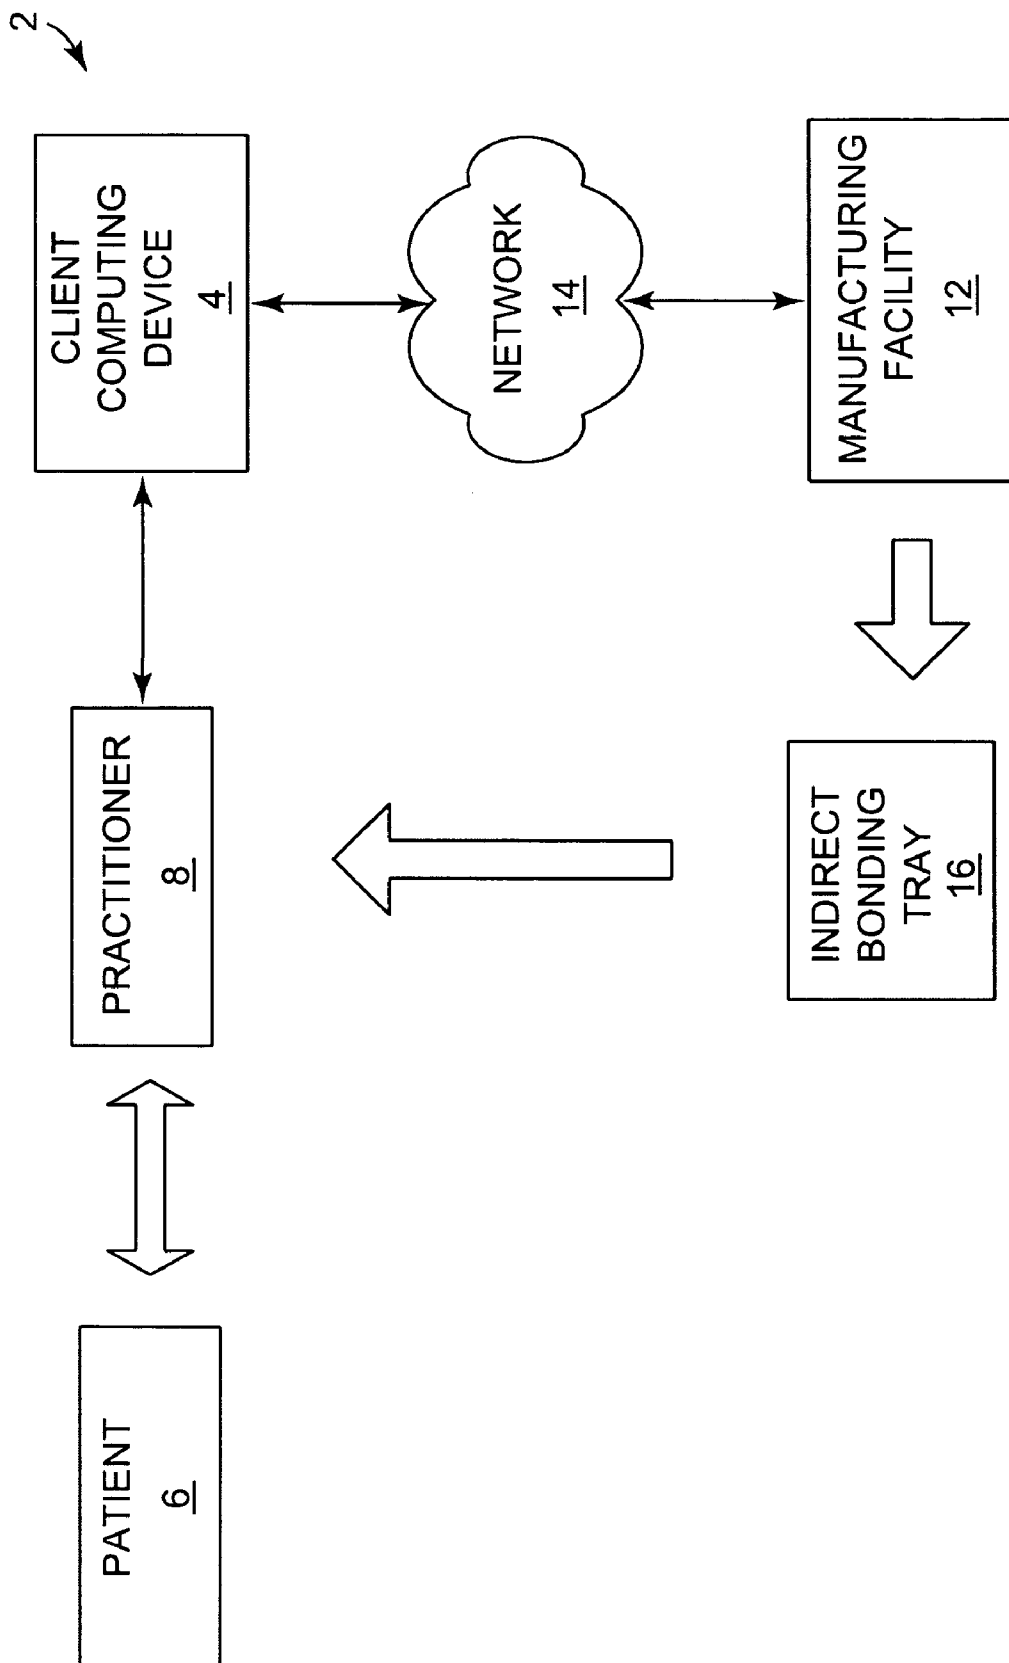 2
CLIENT
COMPUTING
DEVICE
4
PRACTITIONER
8
PATIENT
6
NETWORK
14
MANUFACTURING
FACILITY
12
INDIRECT
BONDING
TRAY
16